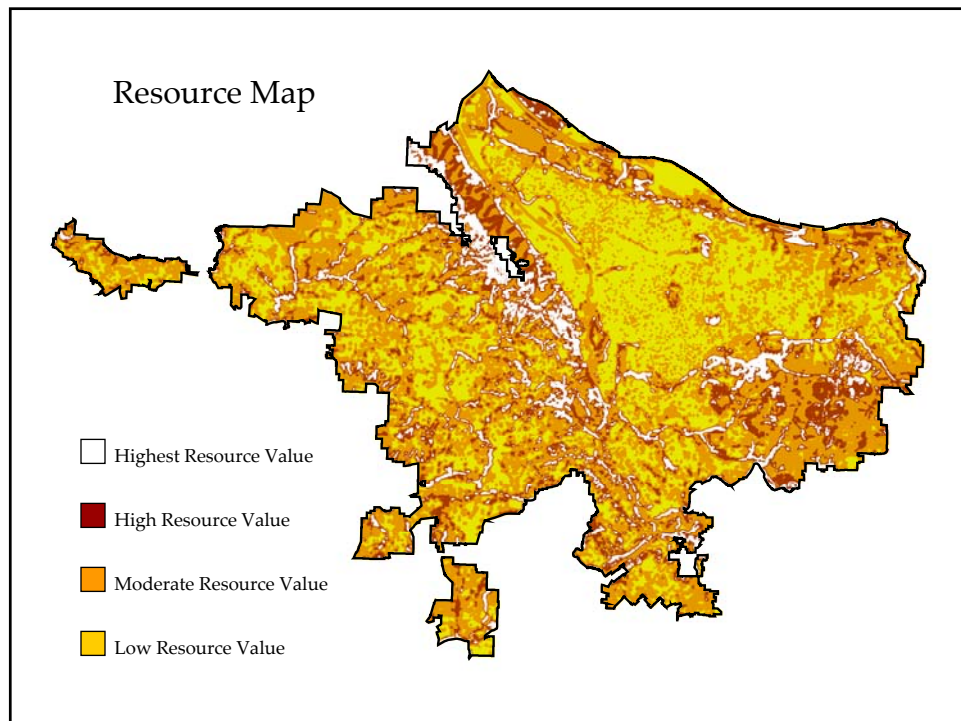 Resource Map
Highest Resource Value
High Resource Value
Moderate Resource Value
Low Resource Value